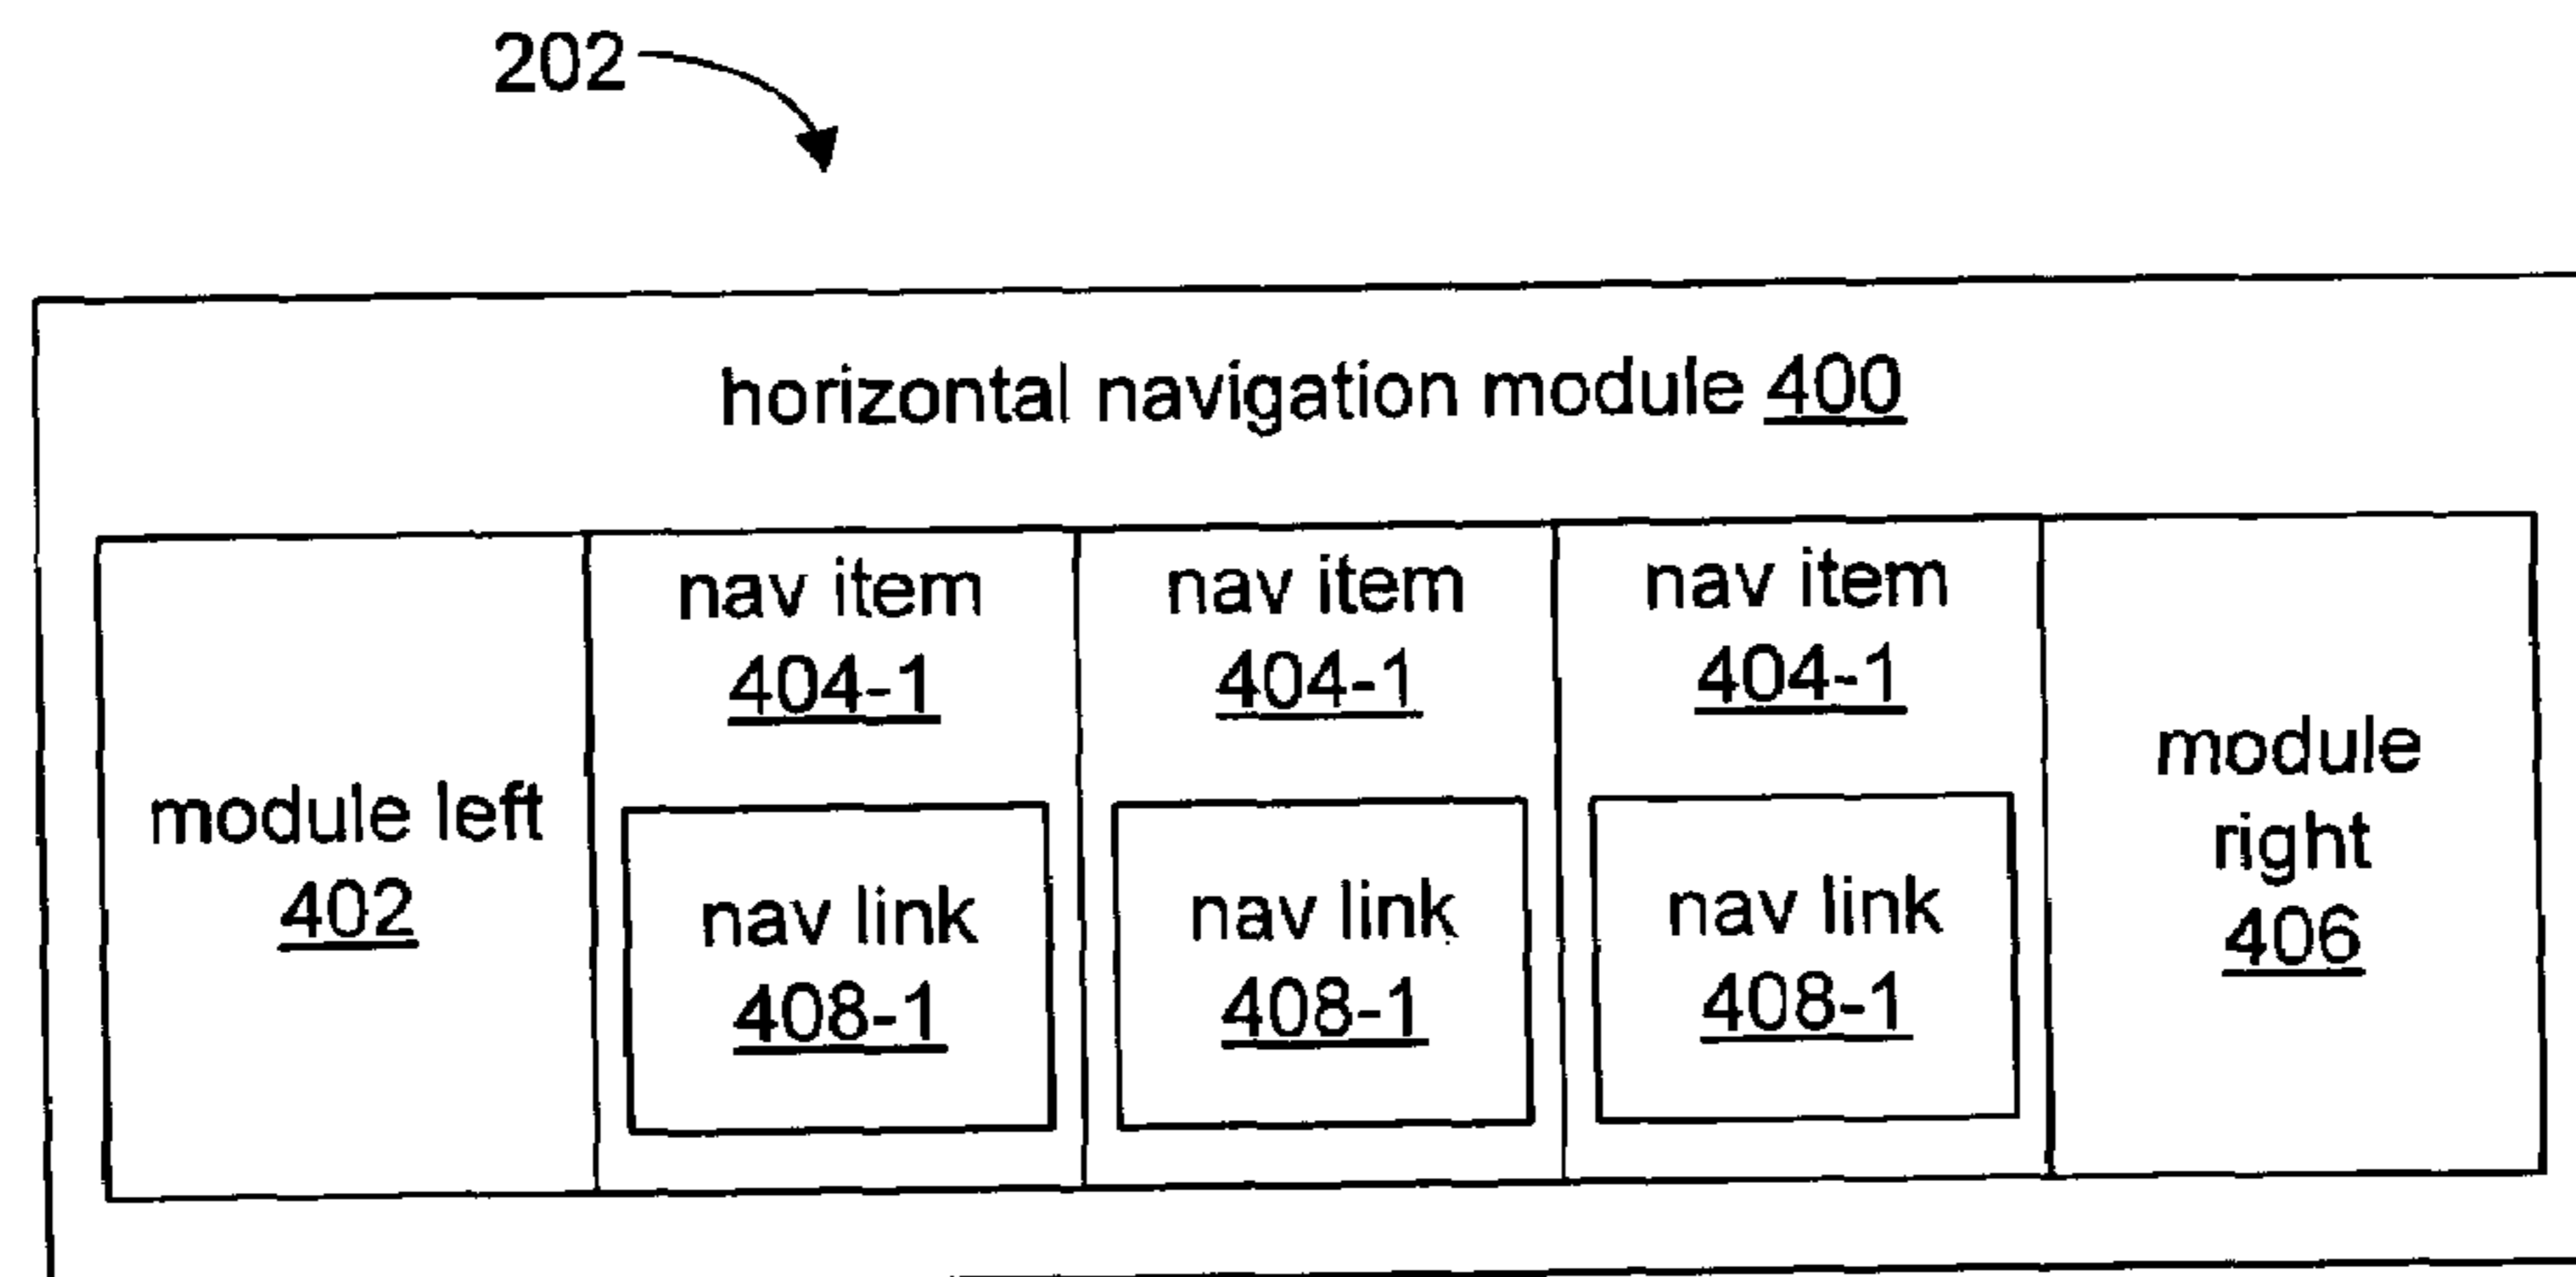 202
horizontal navigation module 400
nav item nav item nav item
404-1 404-1 404-1
module left
402
nav link nav link nav link
408-1 408-1 408-1
module
right
406